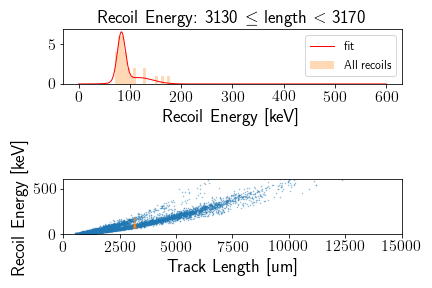 Recoil Energy: 3130 ≤ length < 3170
5
0
fit
All recoils
0 100 200 300 400 500 600
Recoil Energy [keV]
Recoil Energy [keV]
500
0
0 2500 5000 7500 10000 12500 15000
Track Length [um]